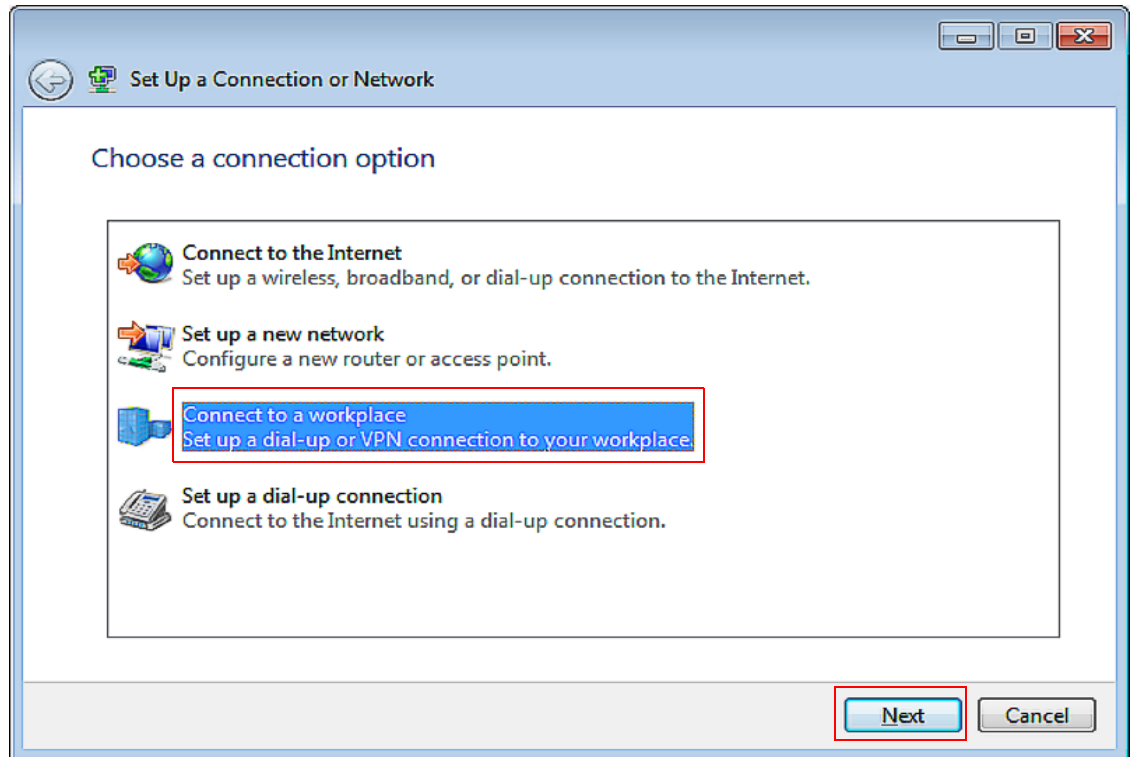 Set Up a Connection or Network
Choose a connection option
Connect to the Internet
Set up a wireless, broadband, or dial-up connection to the Internet.
Set up a new network
Configure a new router or access point.
Connect to a workplace
Set up a dial-up or VPN connection to your workplace.
Set up a dial-up connection
Connect to the Internet using a dial-up connection.
Next
Cancel